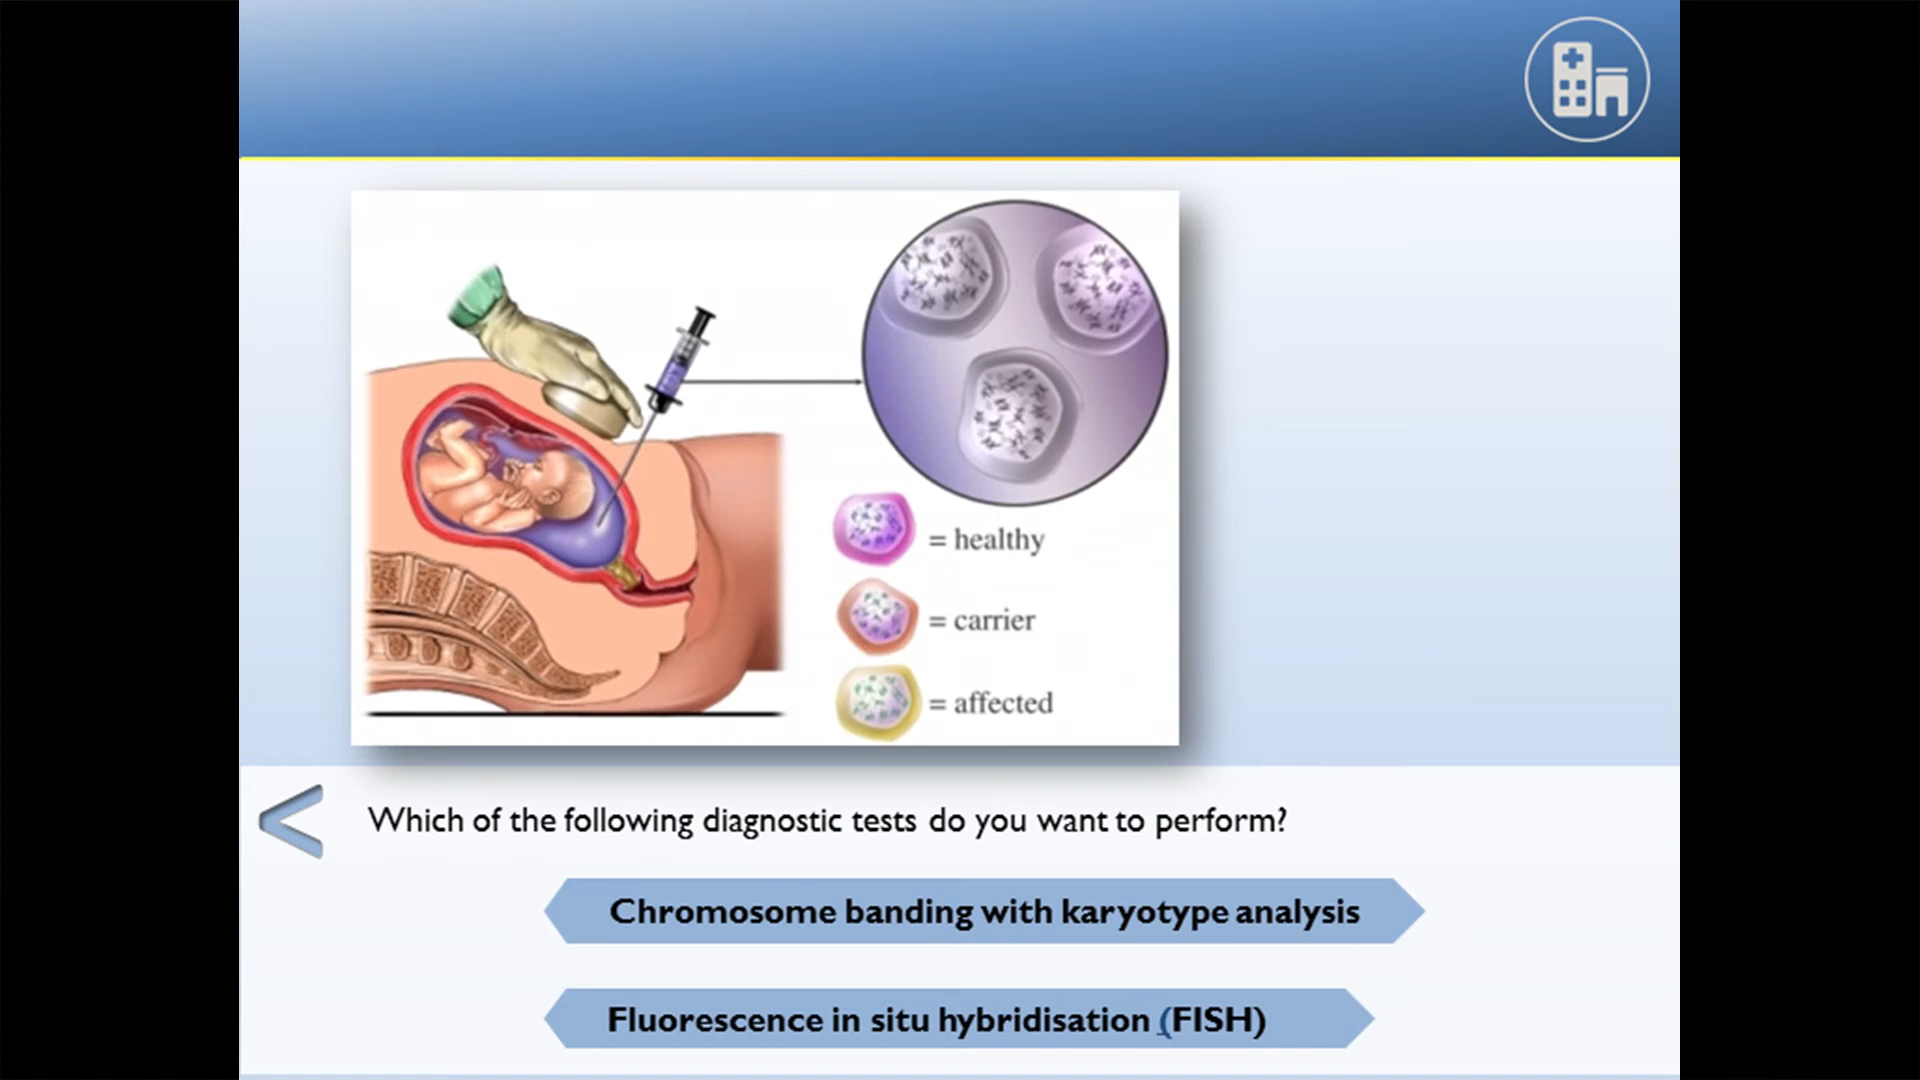 = healthy
= carrier
= affected
Which of the following diagnostic tests do you want to perform?
Chromosome banding with karyotype analysis
Fluorescence in situ hybridisation (FISH)